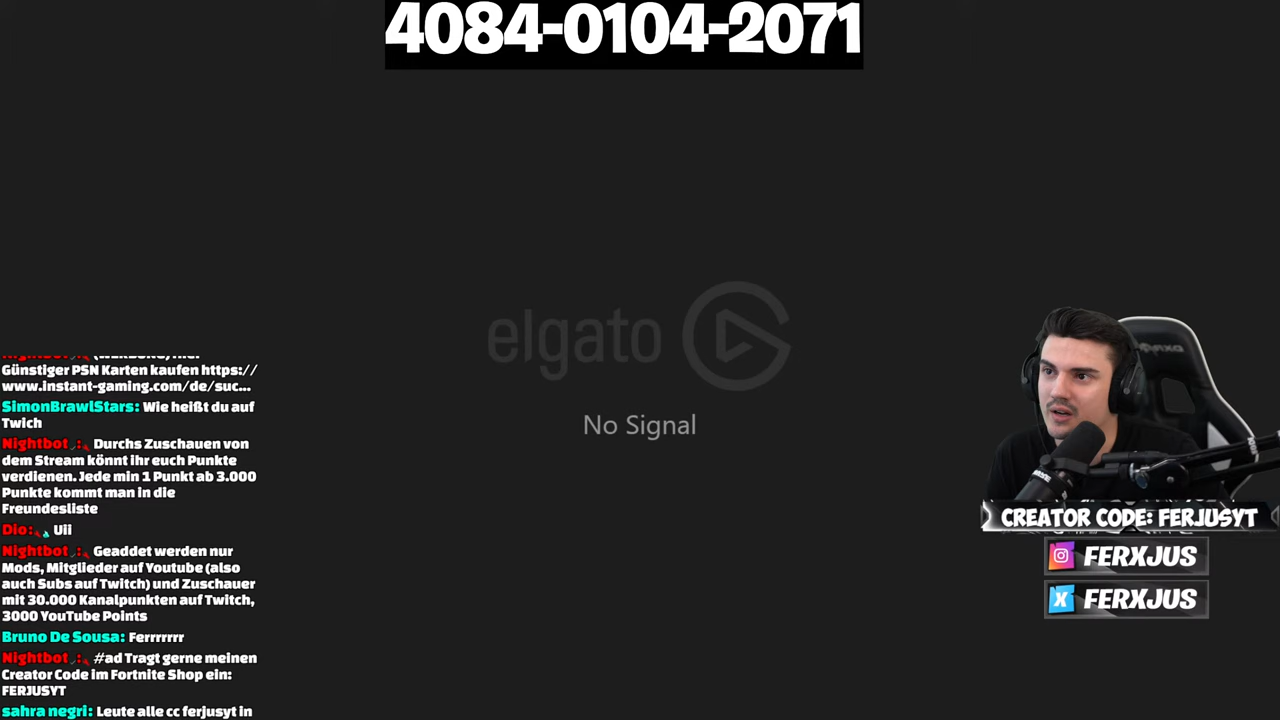 4084-0104-2071
elgato
No Signal
Günstiger PSN Karten kaufen https://
www.instant-gaming.com/de/suc...
SimonBrawlStars: Wie heißt du auf
Twich
Nightbot : Durchs Zuschauen von
dem Stream könnt ihr euch Punkte
verdienen. Jede min 1 Punkt ab 3.000
Punkte kommt man in die
Freundesliste
Dio: Uii
Nightbot : Geaddet werden nur
Mods, Mitglieder auf Youtube (also
auch Subs auf Twitch) und Zuschauer
mit 30.000 Kanalpunkten auf Twitch,
3000 YouTube Points
Bruno De Sousa: Ferrrrrrr
Nightbot : #ad Tragt gerne meinen
Creator Code im Fortnite Shop ein:
FERJUSYT
sahra negri: Leute alle cc ferjusyt in
CREATOR CODE: FERJUSYT
FERXJUS
X FERXJUS